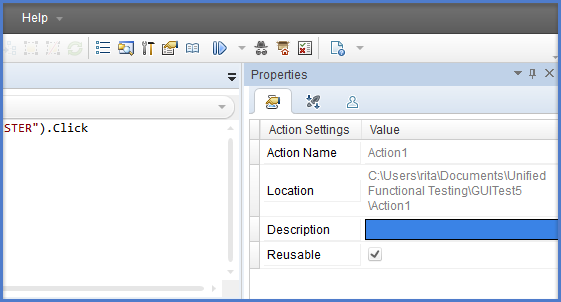 Help
Properties
STER").Click
Action Settings Value
Action Name Action1
Location C:\Users\rita\Documents\Unified
Functional Testing\GUITest5
\Action1
Description
Reusable